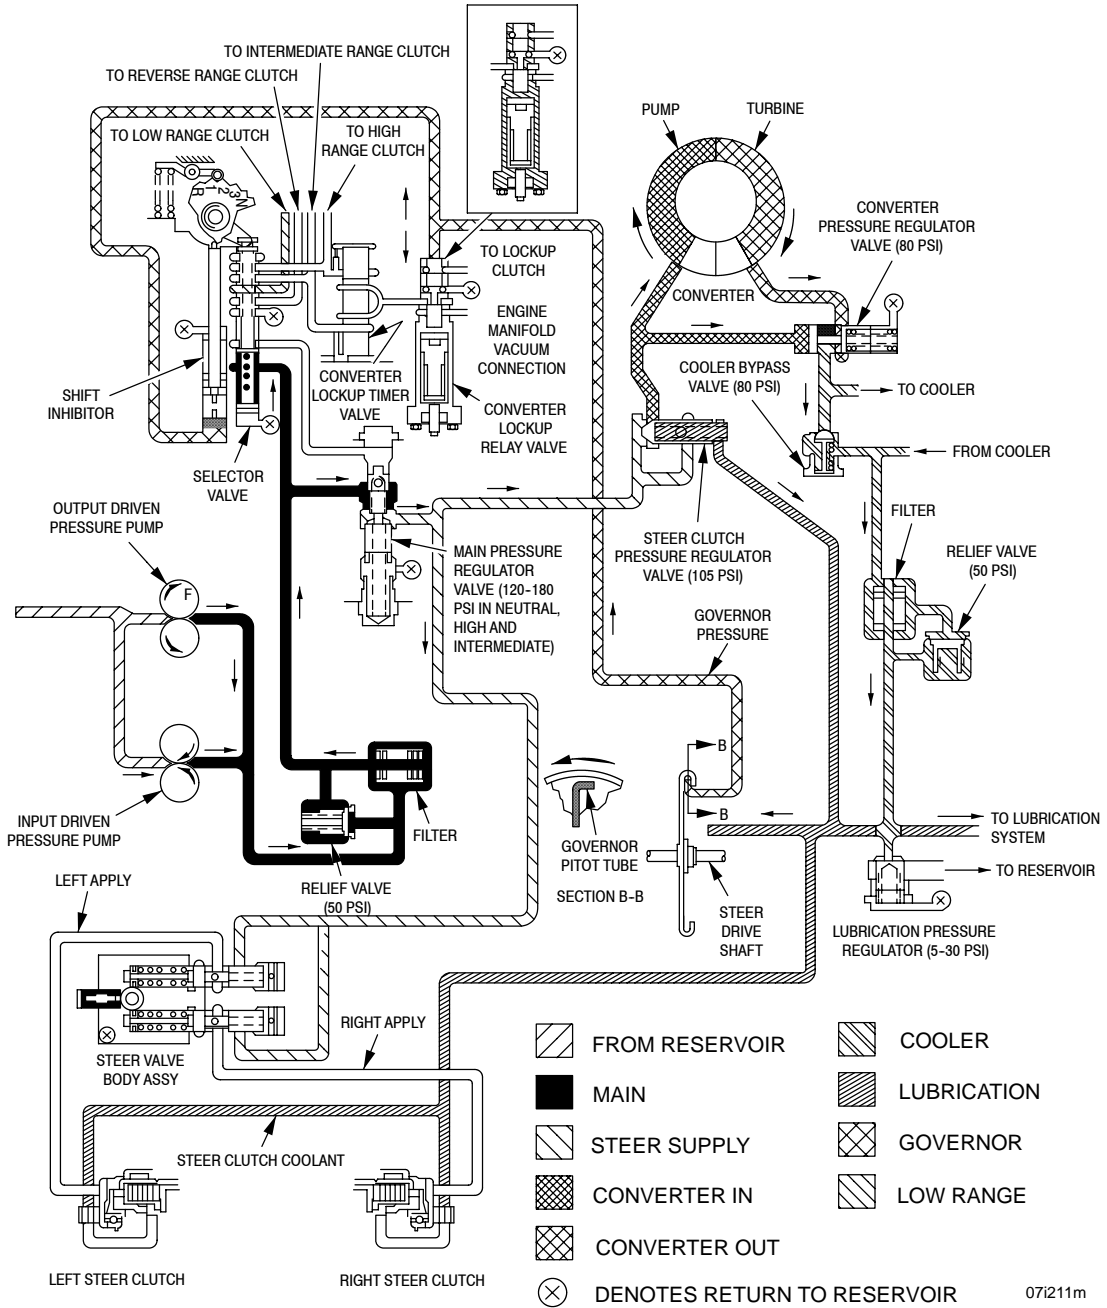 TO INTERMEDIATE RANGE CLUTCH
TO REVERSE RANGE CLUTCH
TO LOW RANGE CLUTCH
TO HIGH
RANGE CLUTCH
R
1
2
3
N
SHIFT
INHIBITOR
SELECTOR
VALVE
CONVERTER
LOCKUP TIMER
VALVE
TO LOCKUP
CLUTCH
ENGINE
MANIFOLD
VACUUM
CONNECTION
CONVERTER
LOCKUP
RELAY VALVE
PUMP
TURBINE
CONVERTER
CONVERTER
PRESSURE REGULATOR
VALVE (80 PSI)
COOLER BYPASS
VALVE (80 PSI)
TO COOLER
FROM COOLER
OUTPUT DRIVEN
PRESSURE PUMP
F
MAIN PRESSURE
REGULATOR
VALVE (120-180
PSI IN NEUTRAL,
HIGH AND
INTERMEDIATE)
STEER CLUTCH
PRESSURE REGULATOR
VALVE (105 PSI)
FILTER
RELIEF VALVE
(50 PSI)
GOVERNOR
PRESSURE
INPUT DRIVEN
PRESSURE PUMP
FILTER
RELIEF VALVE
(50 PSI)
B
B
GOVERNOR
PITOT TUBE
SECTION B-B
STEER
DRIVE
SHAFT
TO LUBRICATION
SYSTEM
TO RESERVOIR
LUBRICATION PRESSURE
REGULATOR (5-30 PSI)
LEFT APPLY
STEER VALVE
BODY ASSY
RIGHT APPLY
STEER CLUTCH COOLANT
LEFT STEER CLUTCH
RIGHT STEER CLUTCH
FROM RESERVOIR
MAIN
STEER SUPPLY
CONVERTER IN
CONVERTER OUT
COOLER
LUBRICATION
GOVERNOR
LOW RANGE
DENOTES RETURN TO RESERVOIR
07i211m